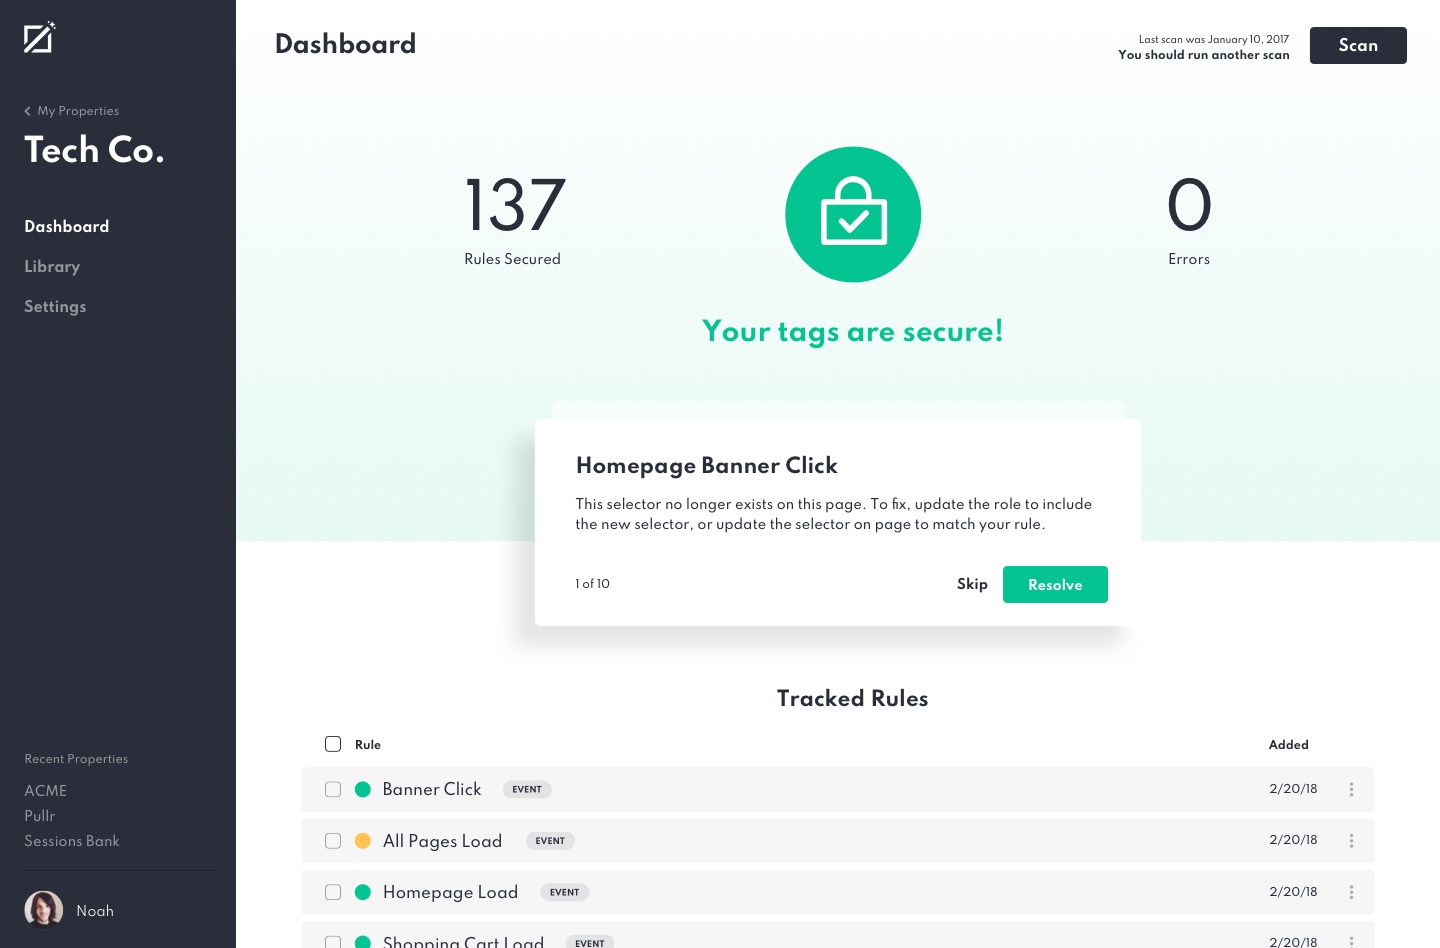 My Properties
Tech Co.
Dashboard
Library
Settings
Recent Properties
ACME
Pullr
Sessions Bank
Noah
Dashboard
Last scan was January 10, 2017
You should run another scan
Scan
137
Rules Secured
0
Errors
Your tags are secure!
Homepage Banner Click
This selector no longer exists on this page. To fix, update the role to include
the new selector, or update the selector on page to match your rule.
1 of 10
Skip
Resolve
Tracked Rules
Rule Added
Banner Click EVENT 2/20/18
All Pages Load EVENT 2/20/18
Homepage Load EVENT 2/20/18
Shopping Cart Load EVENT 2/20/18